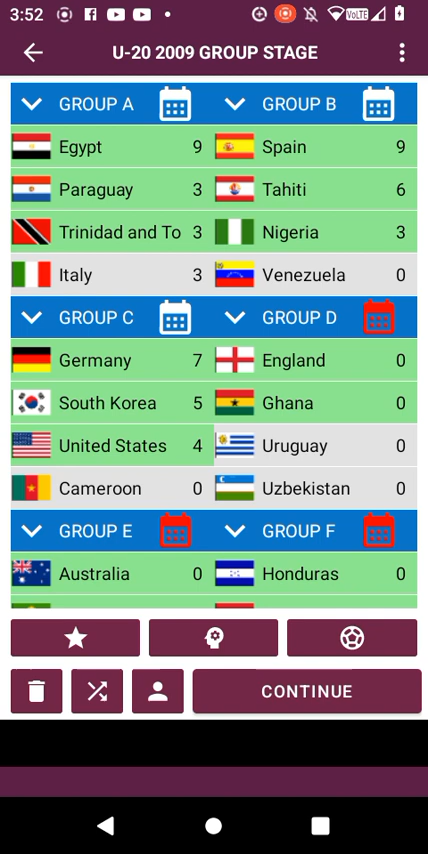 3:52
VoLTE
U-20 2009 GROUP STAGE
GROUP A GROUP B
Egypt 9 Spain 9
Paraguay 3 Tahiti 6
Trinidad and To 3 Nigeria 3
Italy 3 Venezuela 0
GROUP C GROUP D
Germany 7 England 0
South Korea 5 Ghana 0
United States 4 Uruguay 0
Cameroon 0 Uzbekistan 0
GROUP E GROUP F
Australia 0 Honduras 0
CONTINUE